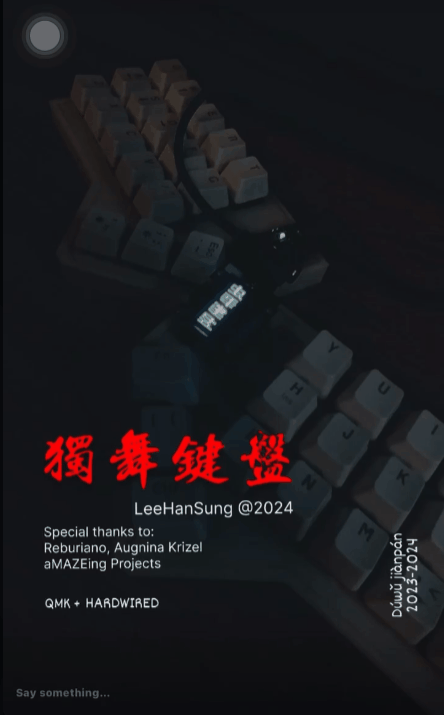 獨舞鍵盤
LeeHanSung @2024
Special thanks to:
Reburiano, Augnina Krizel
aMAZEing Projects
QMK + HARDWIRED
Dúwǔ jiànpán
2023-2024
Y
H
U
I
J
K
N
M
Say something...